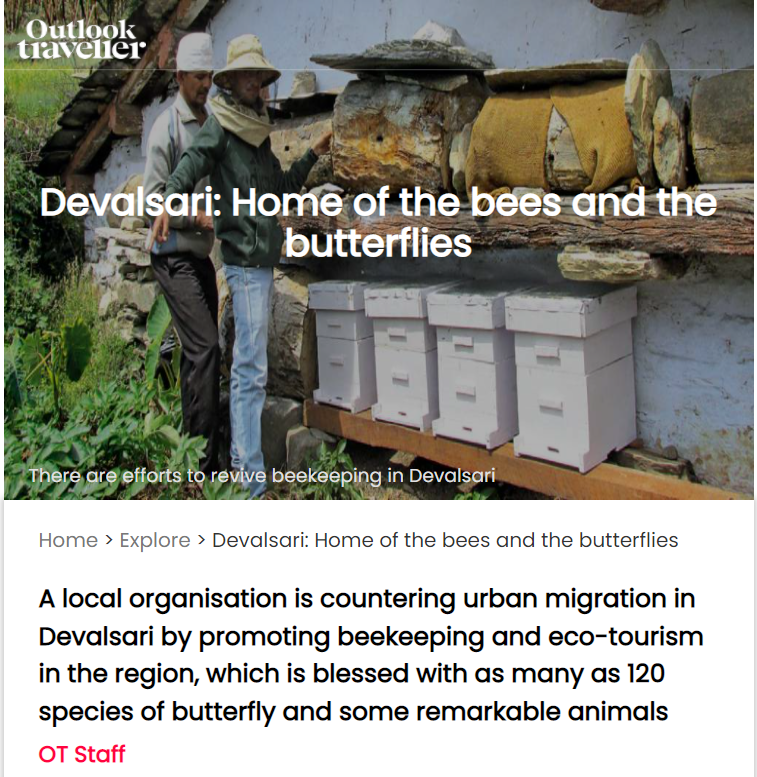 Outlook
traveller
Devalsari: Home of the bees and the
butterflies
There are efforts to revive beekeeping in Devalsari
Home > Explore > Devalsari: Home of the bees and the butterflies
A local organisation is countering urban migration in
Devalsari by promoting beekeeping and eco-tourism
in the region, which is blessed with as many as 120
species of butterfly and some remarkable animals
OT Staff